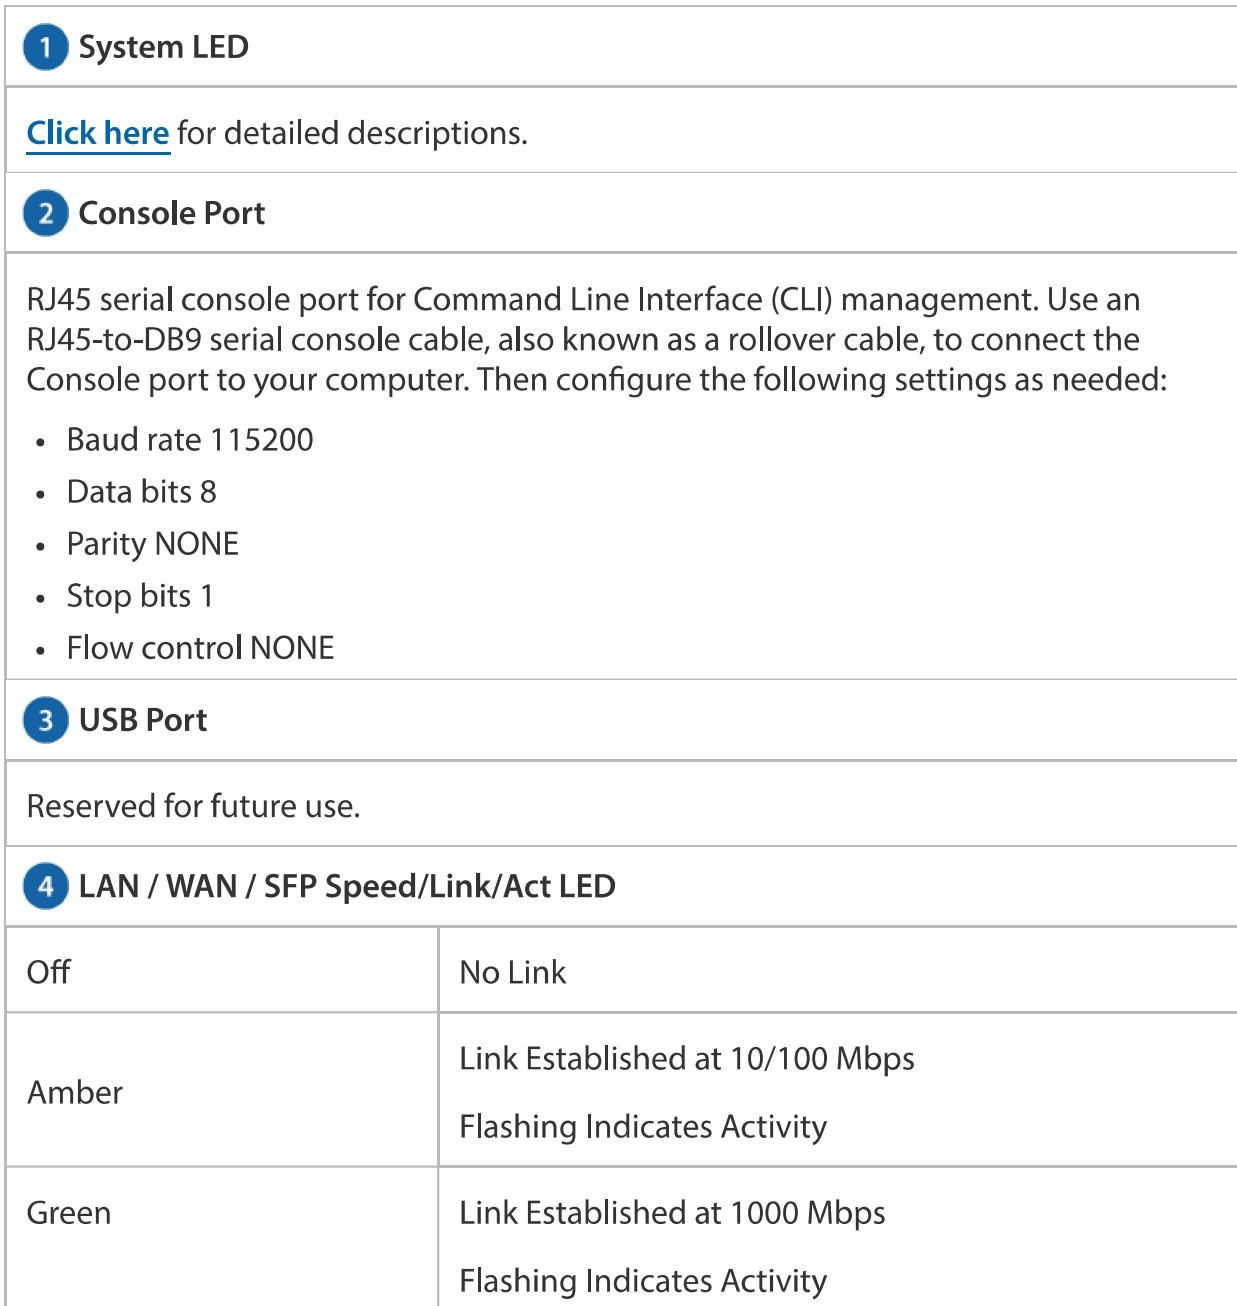 1 System LED
Click here for detailed descriptions.
2 Console Port
RJ45 serial console port for Command Line Interface (CLI) management. Use an
RJ45-to-DB9 serial console cable, also known as a rollover cable, to connect the
Console port to your computer. Then configure the following settings as needed:
• Baud rate 115200
• Data bits 8
• Parity NONE
• Stop bits 1
• Flow control NONE
3 USB Port
Reserved for future use.
4 LAN / WAN / SFP Speed/Link/Act LED
Off No Link
Amber
Link Established at 10/100 Mbps
Flashing Indicates Activity
Green Link Established at 1000 Mbps
Flashing Indicates Activity